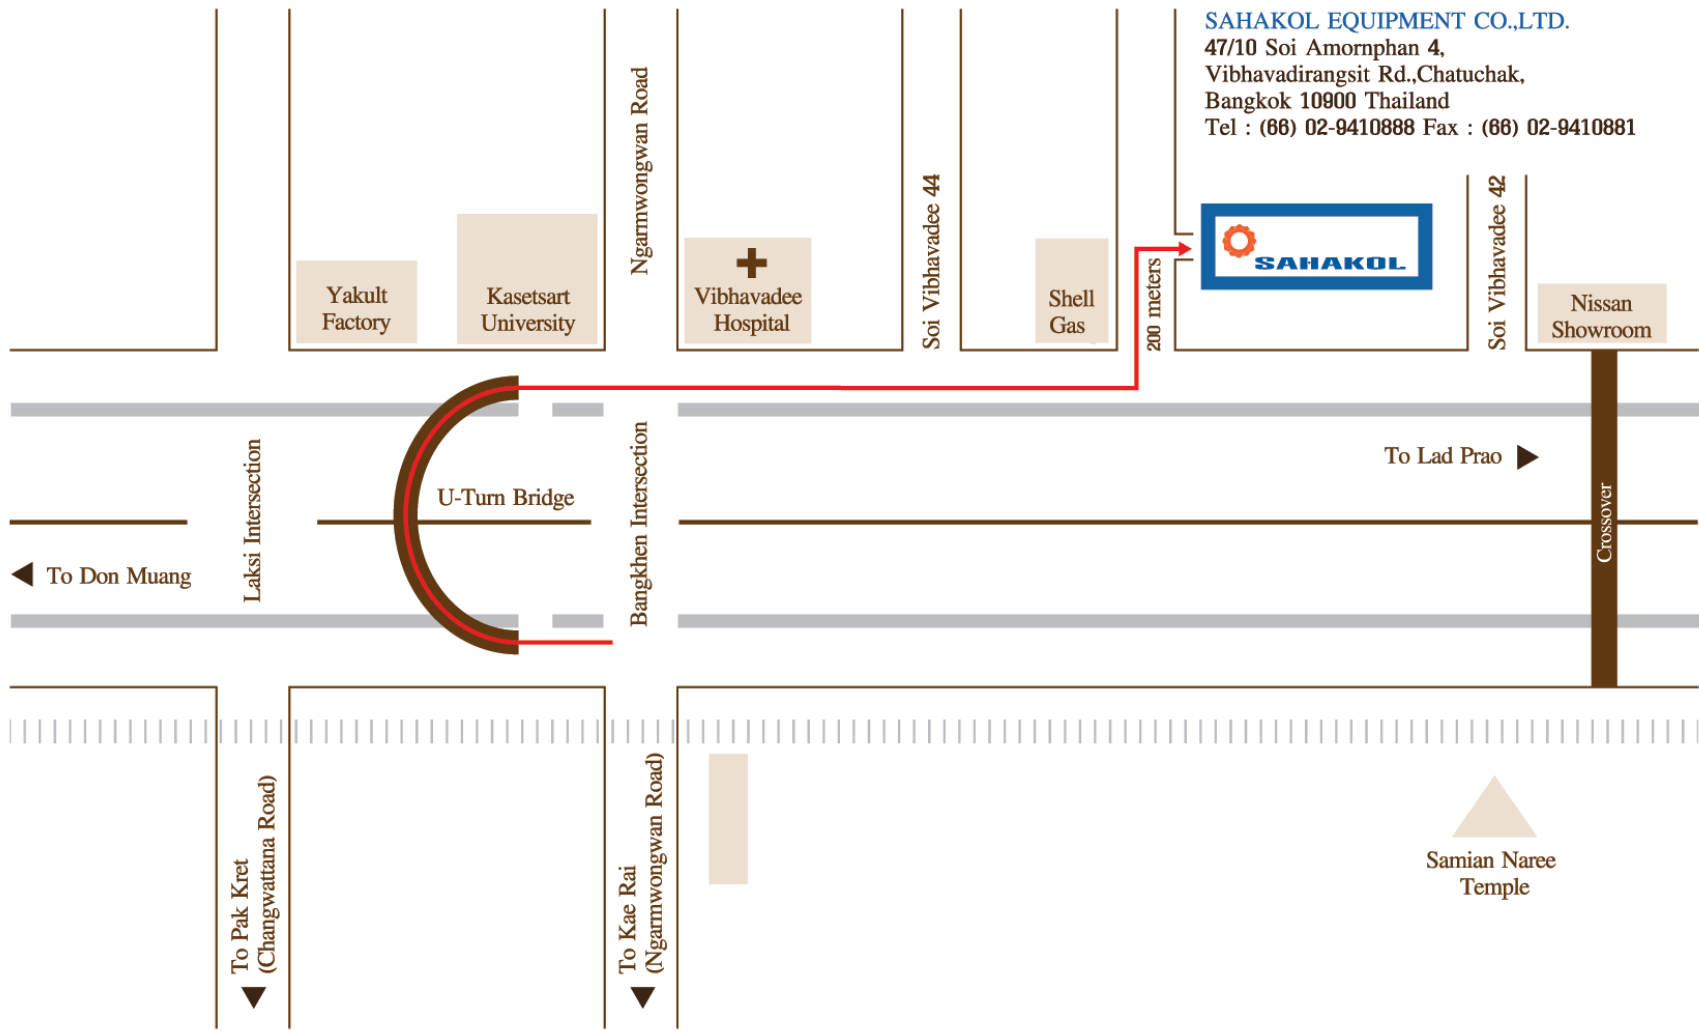 SAHAKOL EQUIPMENT CO.,LTD.
47/10 Soi Amornphan 4,
Vibhavadirangsit Rd.,Chatuchak,
Bangkok 10900 Thailand
Tel : (66) 02-9410888 Fax : (66) 02-9410881
Ngarmwongwan Road
Soi Vibhavadee 44
200 meters
SAHAKOL
Soi Vibhavadee 42
Yakult
Factory
Kasetsart
University
Vibhavadee
Hospital
Shell
Gas
Nissan
Showroom
To Lad Prao
U-Turn Bridge
Laksi Intersection
Bangkhen Intersection
Crossover
To Don Muang
To Pak Kret
(Changwattana Road)
To Kae Rai
(Ngarmwongwan Road)
Samian Naree
Temple